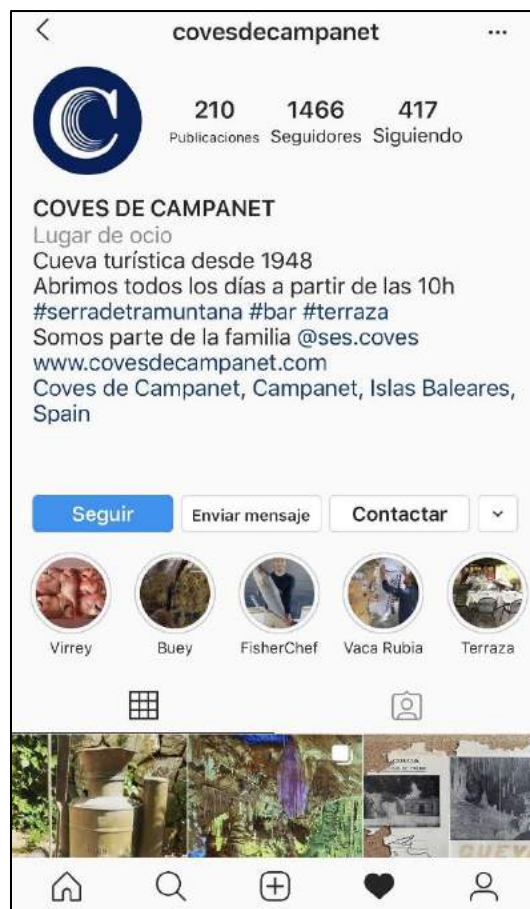 covesdecampanet
210 1466 417
Publicaciones Seguidores Siguiendo
COVES DE CAMPANET
Lugar de ocio
Cueva turística desde 1948
Abrimos todos los días a partir de las 10h
#serradetramuntana #bar #terraza
Somos parte de la familia @ses.coves
www.covesdecampanet.com
Coves de Campanet, Campanet, Islas Baleares,
Spain
Seguir Enviar mensaje Contactar
Virrey Buey FisherChef Vaca Rubia Terraza